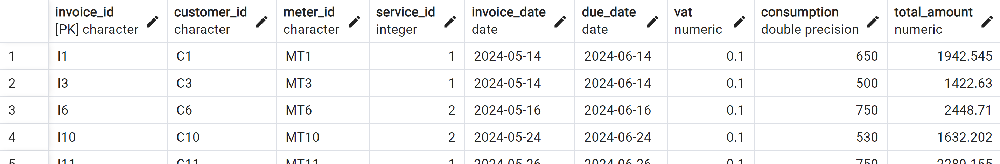 invoice_id customer_id meter_id service_id invoice_date due_date vat consumption total_amount
[PK] character character character integer date date numeric double precision numeric
1 I1 C1 MT1 1 2024-05-14 2024-06-14 0.1 650 1942.545
2 I3 C3 MT3 1 2024-05-14 2024-06-14 0.1 500 1422.63
3 I6 C6 MT6 2 2024-05-16 2024-06-16 0.1 750 2448.71
4 I10 C10 MT10 2 2024-05-24 2024-06-24 0.1 530 1632.202
5 I11 C11 MT11 1 2024-05-26 2024-06-26 0.1 750 2289.155